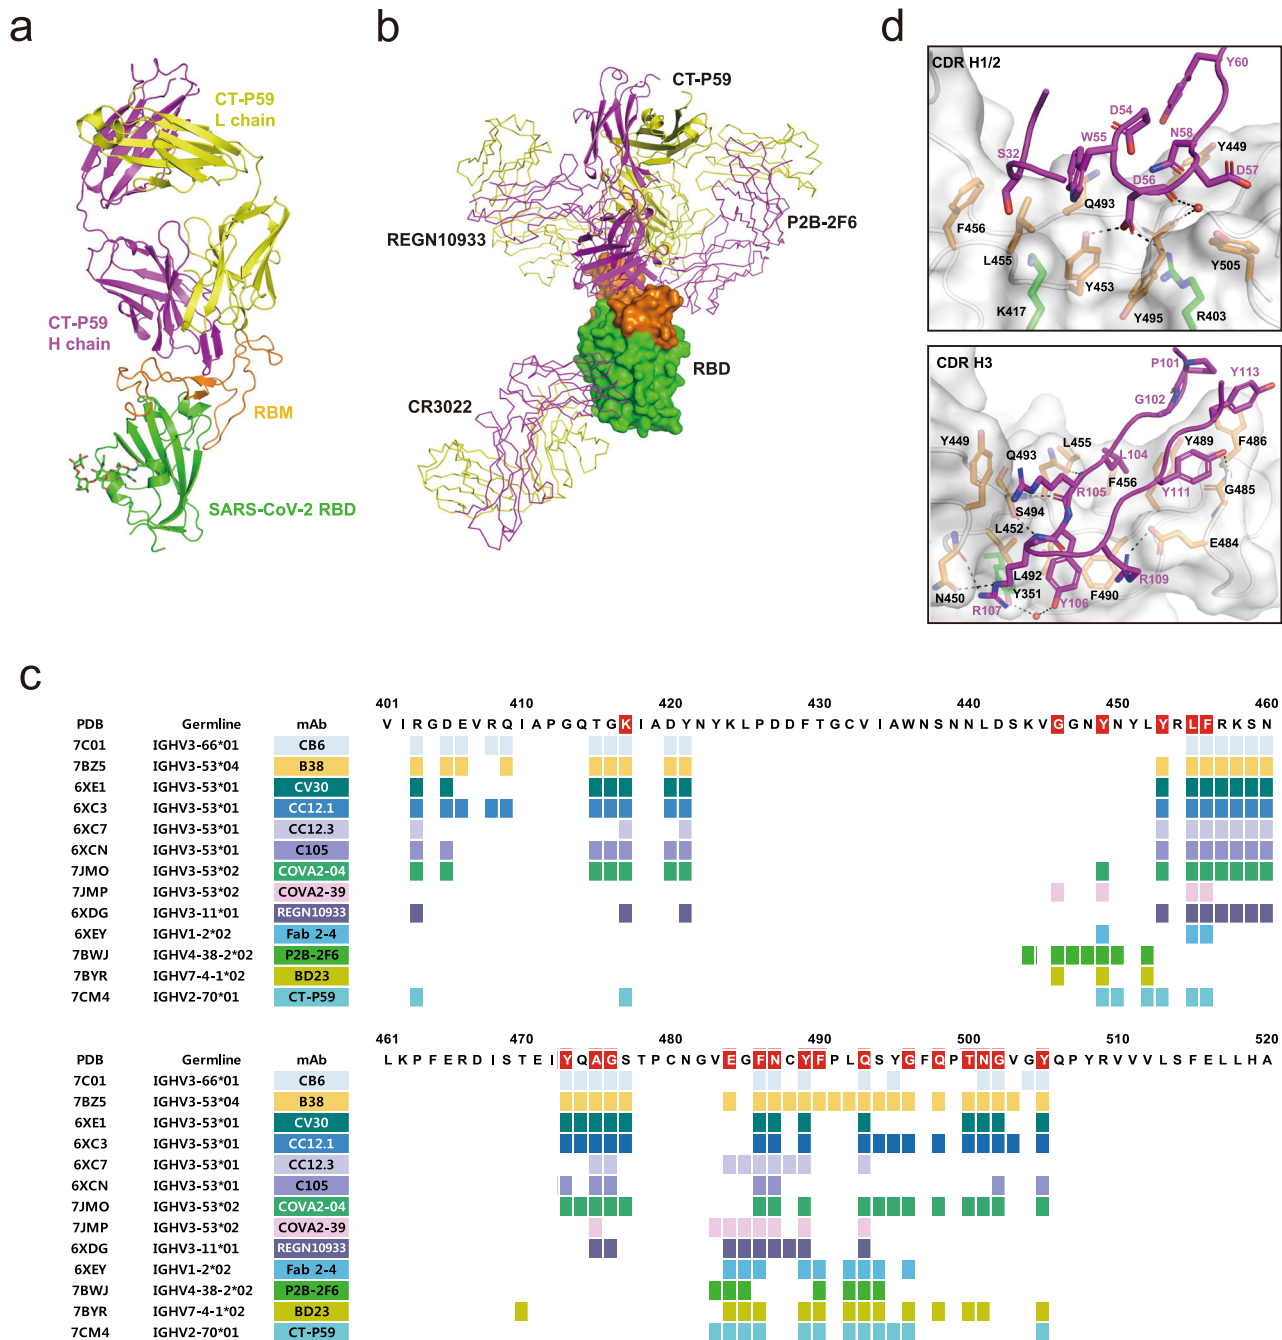 a
CT-P59
L chain
CT-P59
H chain
RBM
SARS-CoV-2 RBD
b
CT-P59
REGN10933
P2B-2F6
RBD
CR3022
d
CDR H1/2
Y60
D54
W55
N58
Y449
S32
D57
D56
Q493
F456
L455
Y505
Y453
K417
Y495
R403
CDR H3
P101
Y113
G102
Y449
L455
Y489
F486
Q493
L104
F456
R105
Y111
G485
S494
L452
E484
L492
R109
Y351
F490
N450
R107
Y106
c
401 410 420 430 440 450 460
PDB Germline mAb V I R G D E V R Q I A P G Q T G K I A D Y N Y K L P D D F T G C V I A W N S N N L D S K V G G N Y N Y L Y R L F R K S N
7C01 IGHV3-66*01 CB6
7BZ5 IGHV3-53*04 B38
6XE1 IGHV3-53*01 CV30
6XC3 IGHV3-53*01 CC12.1
6XC7 IGHV3-53*01 CC12.3
6XCN IGHV3-53*01 C105
7JMO IGHV3-53*02 COVA2-04
7JMP IGHV3-53*02 COVA2-39
6XDG IGHV3-11*01 REGN10933
6XEY IGHV1-2*02 Fab 2-4
7BWJ IGHV4-38-2*02 P2B-2F6
7BYR IGHV7-4-1*02 BD23
7CM4 IGHV2-70*01 CT-P59
461 470 480 490 500 510 520
PDB Germline mAb L K P F E R D I S T E I Y Q A G S T P C N G V E G F N C Y F P L Q S Y G F Q P T N G V G Y Q P Y R V V V L S F E L L H A
7C01 IGHV3-66*01 CB6
7BZ5 IGHV3-53*04 B38
6XE1 IGHV3-53*01 CV30
6XC3 IGHV3-53*01 CC12.1
6XC7 IGHV3-53*01 CC12.3
6XCN IGHV3-53*01 C105
7JMO IGHV3-53*02 COVA2-04
7JMP IGHV3-53*02 COVA2-39
6XDG IGHV3-11*01 REGN10933
6XEY IGHV1-2*02 Fab 2-4
7BWJ IGHV4-38-2*02 P2B-2F6
7BYR IGHV7-4-1*02 BD23
7CM4 IGHV2-70*01 CT-P59